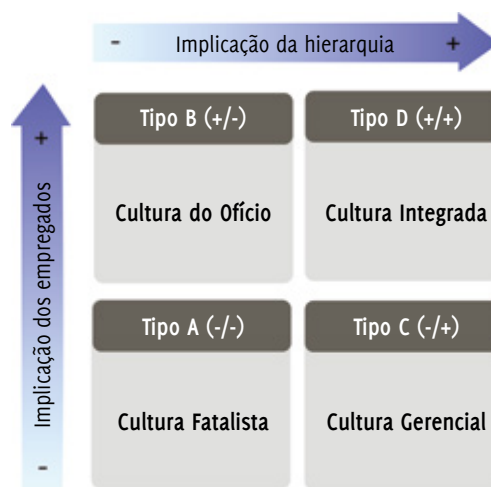 - Implicação da hierarquia +
+
Implicação dos empregados
-
Tipo B (+/-)
Cultura do Ofício
Tipo D (+/+)
Cultura Integrada
Tipo A (-/-)
Cultura Fatalista
Tipo C (-/+)
Cultura Gerencial